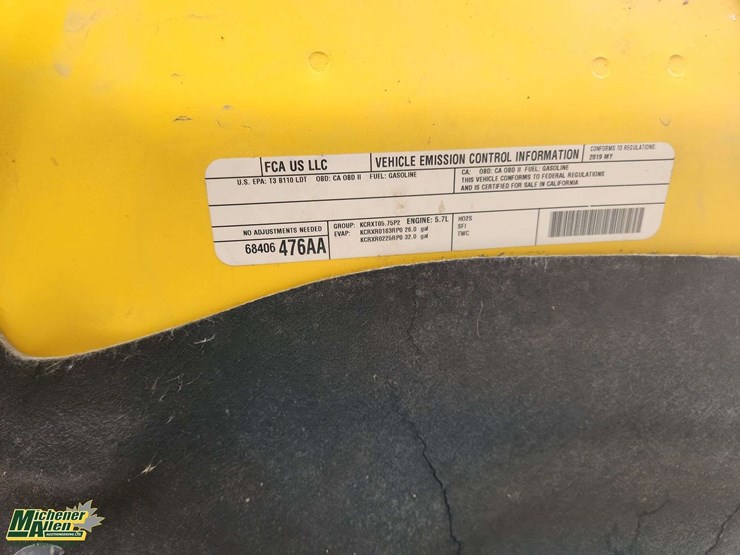 FCA US LLC
VEHICLE EMISSION CONTROL INFORMATION
CONFORMS TO REGULATIONS:
2019 MY
U.S. EPA: T3 B110 LDT OBD: CA OBD II FUEL: GASOLINE
CA: OBD: CA OBD II FUEL: GASOLINE
THIS VEHICLE CONFORMS TO FEDERAL REGULATIONS
AND IS CERTIFIED FOR SALE IN CALIFORNIA
NO ADJUSTMENTS NEEDED
68406 476AA
GROUP: KCRXT05.75P2 ENGINE: 5.7L
EVAP: KCRXR0183RP0 26.0 gal
KCRXR0225RP0 32.0 gal
HO2S
SFI
TWC
Michener
Allen
AUCTIONEERING LTD.